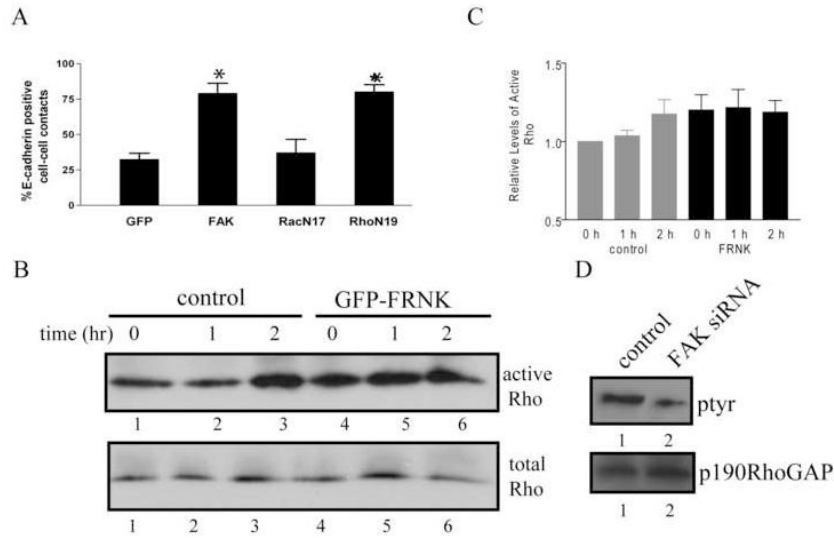 A
%E-cadherin positive
cell-cell contacts
100
75
50
25
0
*
*
GFP FAK RacN17 RhoN19
C
Relative Levels of Active
Rho
1.5
1.0
0.5
0 h 1 h 2 h 0 h 1 h 2 h
control FRNK
B
control GFP-FRNK
time (hr) 0 1 2 0 1 2
active
Rho
1 2 3 4 5 6
total
Rho
1 2 3 4 5 6
D
control FAK siRNA
ptyr
1 2
p190RhoGAP
1 2